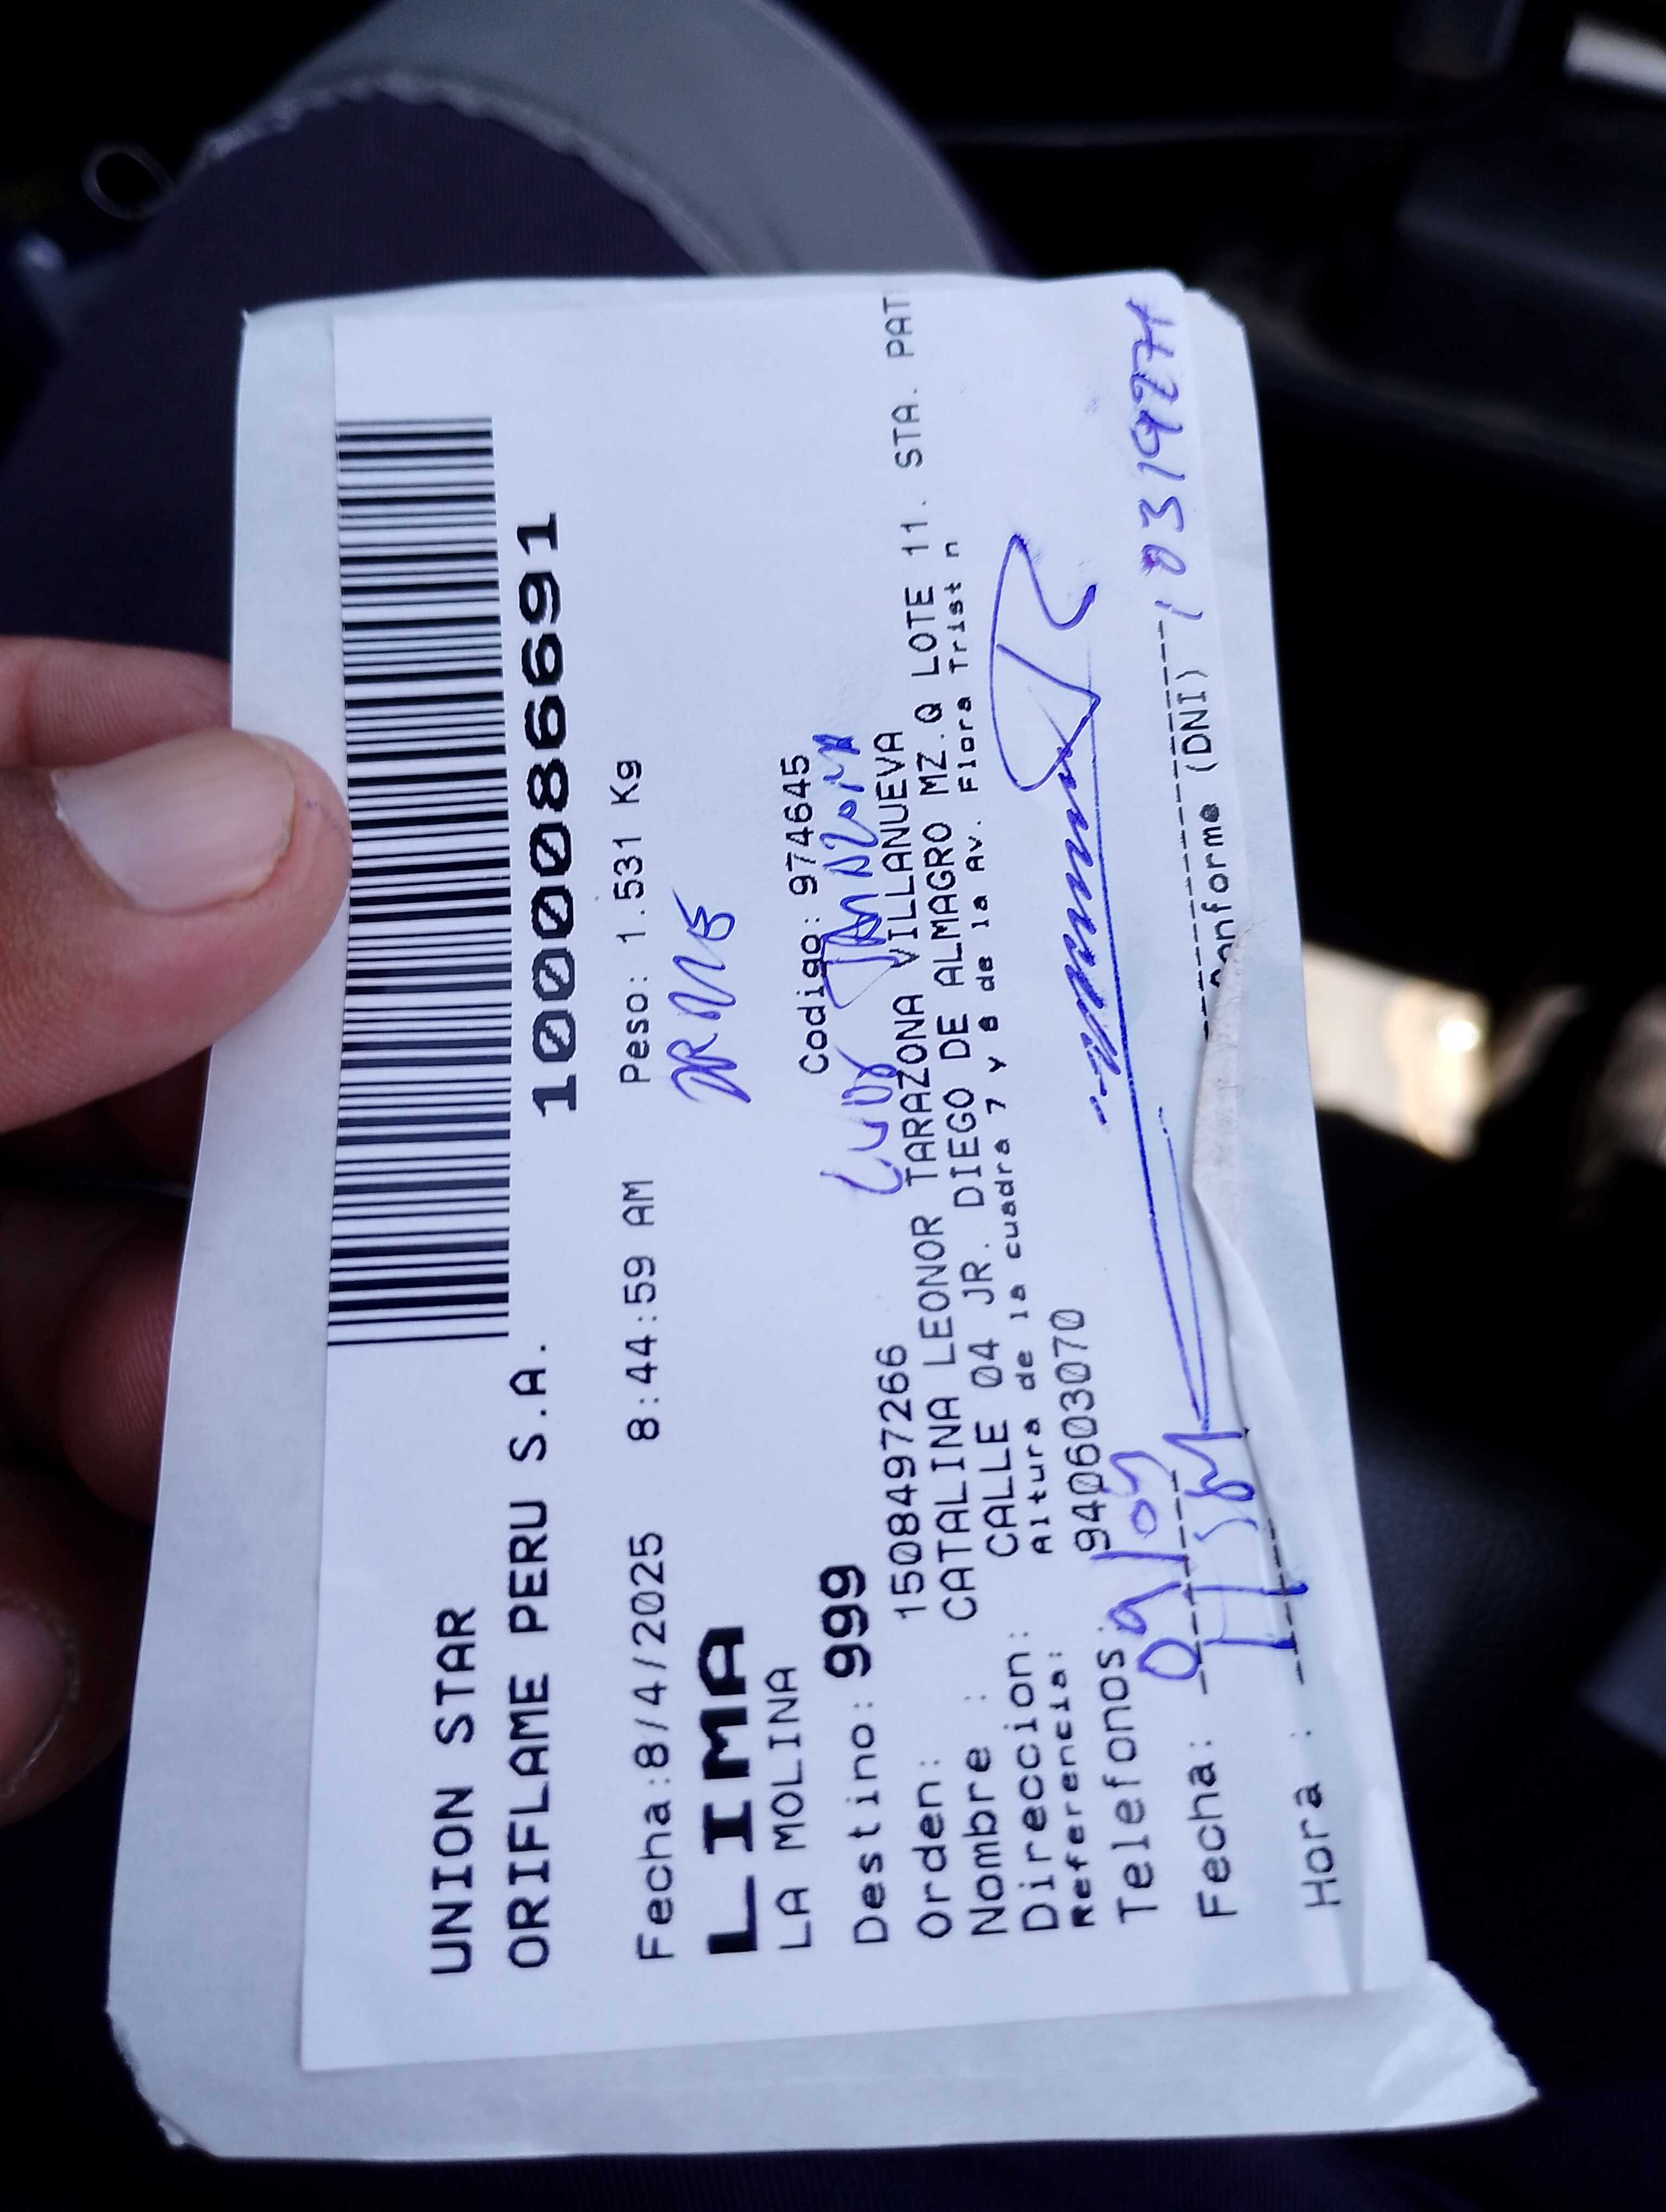 UNION STAR
ORIFLAME PERU S.A.
1000086691
Fecha:8/4/2025 8:44:59 AM Peso: 1.531 Kg
LIMA
LA MOLINA
Destino: 999 Codigo: 974645
Orden: 1508497266
Nombre : CATALINA LEONOR TARAZONA VILLANUEVA
Direccion: CALLE 04 JR. DIEGO DE ALMAGRO MZ.Q LOTE 11. STA. PAT
Referencia: Altura de la cuadra 7 y 8 de la Av. Flora Trist n
Telefonos: 940603070
Fecha:
Conforme (DNI)
Hora :